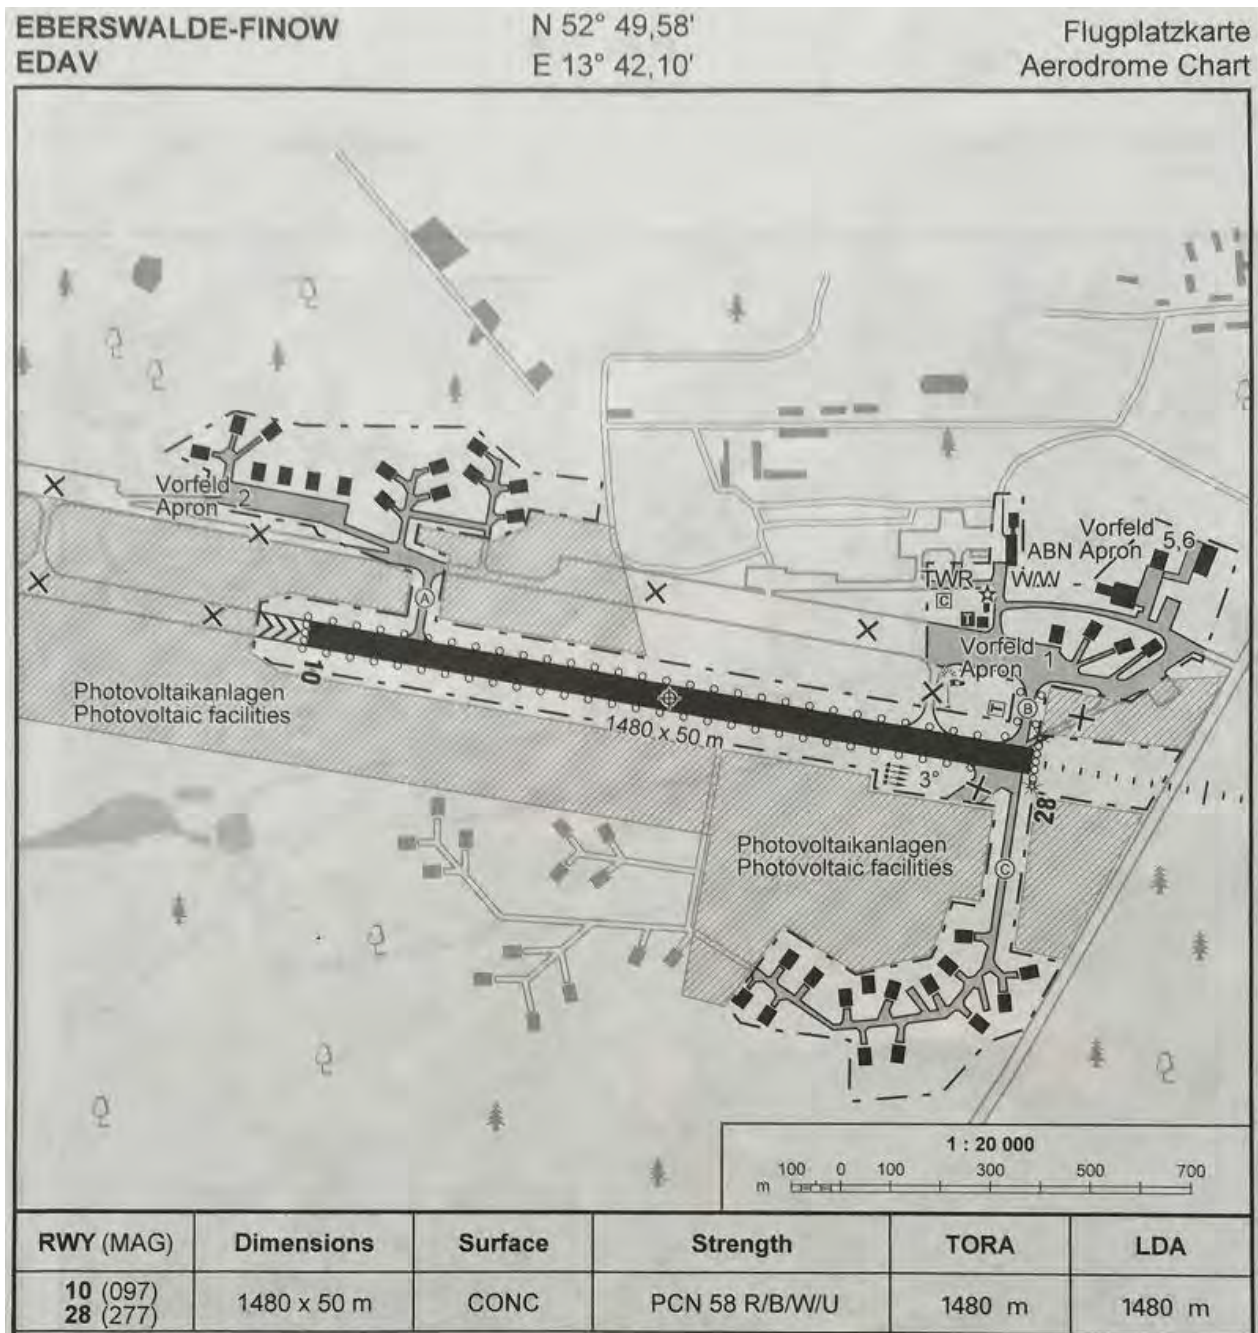 EBERSWALDE-FINOW
EDAV
N 52° 49,58'
E 13° 42,10'
Flugplatzkarte
Aerodrome Chart
Vorfeld
Apron 2
A
Vorfeld
Apron 5,6
ABN
TWR
W/W
C
T
Vorfeld
Apron 1
T
B
10
Photovoltaikanlagen
Photovoltaic facilities
1480 x 50 m
3°
28
Photovoltaikanlagen
Photovoltaic facilities
C
1 : 20 000
m 100 0 100 300 500 700
RWY (MAG) Dimensions Surface Strength TORA LDA
10 (097)
28 (277)
1480 x 50 m CONC PCN 58 R/B/W/U 1480 m 1480 m